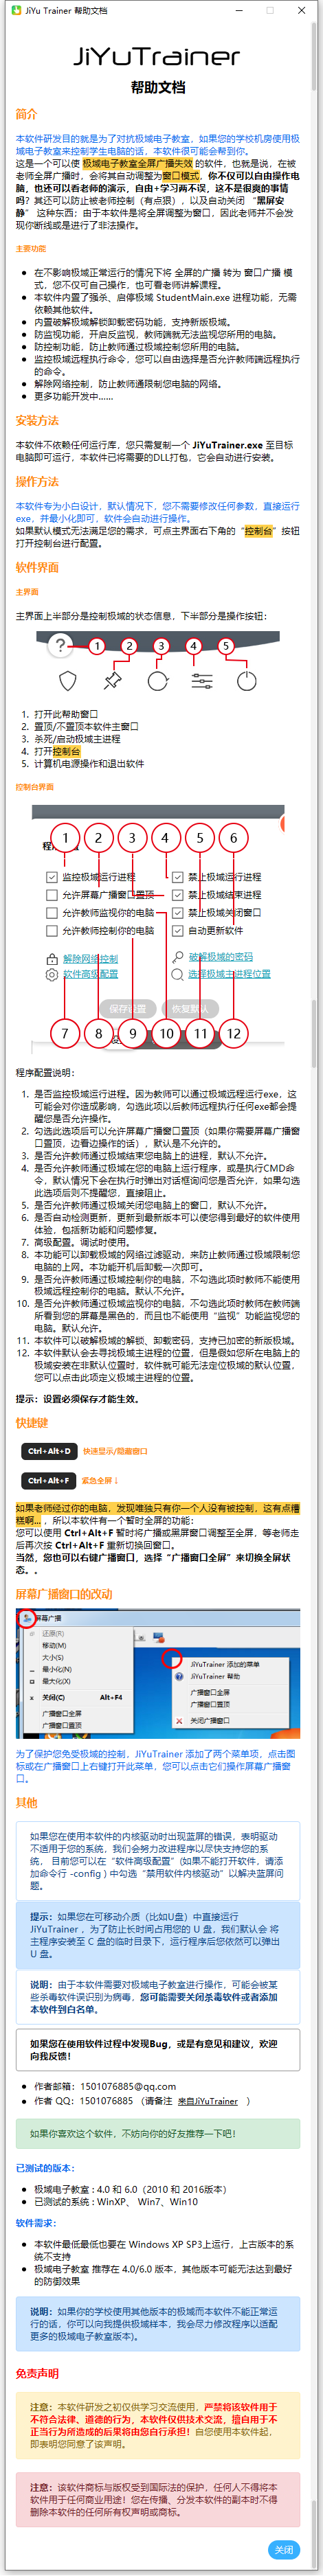 JiYu Trainer 帮助文档
JiYuTrainer
帮助文档
简介
本软件研发目的就是为了对抗极域电子教室，如果您的学校机房使用极
域电子教室来控制学生电脑的话，本软件很可能会帮到你。
这是一个可以使 极域电子教室全屏广播失效 的软件，也就是说，在被
老师全屏广播时，会将其自动调整为窗口模式，你不仅可以自由操作电
脑，也还可以看老师的演示，自由+学习两不误，这不是很爽的事情
吗？其还可以防止被老师控制（有点狠），以及自动关闭 “黑屏安
静” 这种东西；由于本软件是将全屏调整为窗口，因此老师并不会发
现你断线或是进行了非法操作。
主要功能
在不影响极域正常运行的情况下将 全屏的广播 转为 窗口广播 模
式，您不仅可自己操作，也可看老师讲解课程。
本软件内置了强杀、启停极域 StudentMain.exe 进程功能，无需
依赖其他软件。
内置破解极域解锁卸载密码功能，支持新版极域。
防监视功能，开启反监视，教师端就无法监视您所用的电脑。
防控制功能，防止教师通过极域控制您所用的电脑。
监控极域远程执行命令，您可以自由选择是否允许教师端远程执行
的命令。
解除网络控制，防止教师通限制您电脑的网络。
更多功能开发中......
安装方法
本软件不依赖任何运行库，您只需复制一个 JiYuTrainer.exe 至目标
电脑即可运行，本软件已将需要的DLL打包，它会自动进行安装。
操作方法
本软件专为小白设计，默认情况下，您不需要修改任何参数，直接运行
exe，并最小化即可，软件会自动进行操作。
如果默认模式无法满足您的需求，可点主界面右下角的 “控制台” 按钮
打开控制台进行配置。
软件界面
主界面
主界面上半部分是控制极域的状态信息，下半部分是操作按钮：
? 1 2 3 4 5
1. 打开此帮助窗口
2. 置顶/不置顶本软件主窗口
3. 杀死/启动极域主进程
4. 打开控制台
5. 计算机电源操作和退出软件
控制台界面
1 2 3 4 5 6
监控极域运行进程 禁止极域运行进程
允许屏幕广播窗口置顶 禁止极域结束进程
允许教师监视你的电脑 禁止极域关闭窗口
允许教师控制你的电脑 自动更新软件
解除网络控制 破解极域的密码
软件高级配置 选择极域主进程位置
保存设置 恢复默认
7 8 9 10 11 12
程序配置说明：
1. 是否监控极域运行进程。因为教师可以通过极域远程运行exe，这
可能会对你造成影响，勾选此项以后教师远程执行任何exe都会提
醒您是否允许操作。
2. 勾选此选项后可以允许屏幕广播窗口置顶（如果你需要屏幕广播窗
口置顶，边看边操作的话），默认是不允许的。
3. 是否允许教师通过极域结束您电脑上的进程，默认不允许。
4. 是否允许教师通过极域在您的电脑上运行程序，或是执行CMD命
令，默认情况下会在执行时弹出对话框询问您是否允许，如果勾选
此选项后则不提醒您，直接阻止。
5. 是否允许教师通过极域关闭您电脑上的窗口，默认不允许。
6. 是否自动检测更新，更新到最新版本可以使您得到最好的软件使用
体验，包括新功能和问题修复。
7. 高级配置。调试时使用。
8. 本功能可以卸载极域的网络过滤驱动，来防止教师通过极域限制您
电脑的上网。本功能开机后卸载一次即可。
9. 是否允许教师通过极域控制你的电脑，不勾选此项时教师不能使用
极域远程控制你的电脑。默认不允许。
10. 是否允许教师通过极域监视你的电脑，不勾选此项时教师在教师端
所看到您的屏幕是黑色的，而且也不能使用 “监视” 功能监视您的
电脑。默认允许。
11. 本软件可以破解极域的解锁、卸载密码，支持已加密的新版极域。
12. 本软件默认会去寻找极域主进程的位置，但是假如您所在电脑上的
极域安装在非默认位置时，软件就可能无法定位极域的默认位置，
您可以点击此项定义极域主进程的位置。
提示：设置必须保存才能生效。
快捷键
Ctrl+Alt+D 快速显示/隐藏窗口
Ctrl+Alt+F 紧急全屏！
如果老师经过你的电脑，发现唯独只有你一个人没有被控制，这有点糟
糕啊... ，所以本软件有一个暂时全屏的功能：
您可以使用 Ctrl+Alt+F 暂时将广播或黑屏窗口调整至全屏，等老师走
后再次按 Ctrl+Alt+F 重新切换回窗口。
当然，您也可以右键广播窗口，选择 “广播窗口全屏” 来切换全屏状
态。。
屏幕广播窗口的改动
屏幕广播
还原(R)
移动(M)
大小(S)
最小化(N)
最大化(X)
关闭(C) Alt+F4
广播窗口全屏
广播窗口置顶
JiYuTrainer 添加的菜单
JiYuTrainer 帮助
广播窗口全屏
广播窗口置顶
关闭广播窗口
为了保护您免受极域的控制，JiYuTrainer 添加了两个菜单项，点击图
标或在广播窗口上右键打开此菜单，您可以点击它们操作屏幕广播窗
口。
其他
如果您在使用本软件的内核驱动时出现蓝屏的错误，表明驱动
不适用于您的系统，我们会努力改进程序以尽快支持您的系
统， 目前您可以在 “软件高级配置”(如果不能打开软件，请添
加命令行 -config ) 中勾选 “禁用软件内核驱动” 以解决蓝屏问
题。
提示：如果您在可移动介质（比如U盘）中直接运行
JiYuTrainer ，为了防止长时间占用您的 U 盘，我们默认会 将
主程序安装至 C 盘的临时目录下，运行程序后您依然可以弹出
U 盘。
说明：由于本软件需要对极域电子教室进行操作，可能会被某
些杀毒软件误识别为病毒，您可能需要关闭杀毒软件或者添加
本软件到白名单。
如果您在使用软件过程中发现Bug，或是有意见和建议，欢迎
向我反馈！
作者邮箱：1501076885@qq.com
作者 QQ：1501076885 （请备注 来自JiYuTrainer ）
如果你喜欢这个软件，不妨向你的好友推荐一下吧！
已测试的版本：
极域电子教室：4.0 和 6.0（2010 和 2016版本）
已测试的系统：WinXP、 Win7、Win10
软件需求：
本软件最低最低也要在 Windows XP SP3上运行，上古版本的系
统不支持
极域电子教室 推荐在 4.0/6.0 版本，其他版本可能无法达到最好
的防御效果
说明：如果你的学校使用其他版本的极域而本软件不能正常运
行的话，你可以向我提供极域样本，我会尽力修改程序以适配
更多的极域电子教室版本)。
免责声明
注意：本软件研发之初仅供学习交流使用，严禁将该软件用于
不符合法律、道德的行为，本软件仅供技术交流，擅自用于不
正当行为所造成的后果将由您自行承担！自您使用本软件起，
即表明您同意了该声明。
注意：该软件商标与版权受到国际法的保护，任何人不得将本
软件用于任何商业用途！您在传播、分发本软件的副本时不得
删除本软件的任何所有权声明或商标。
关闭